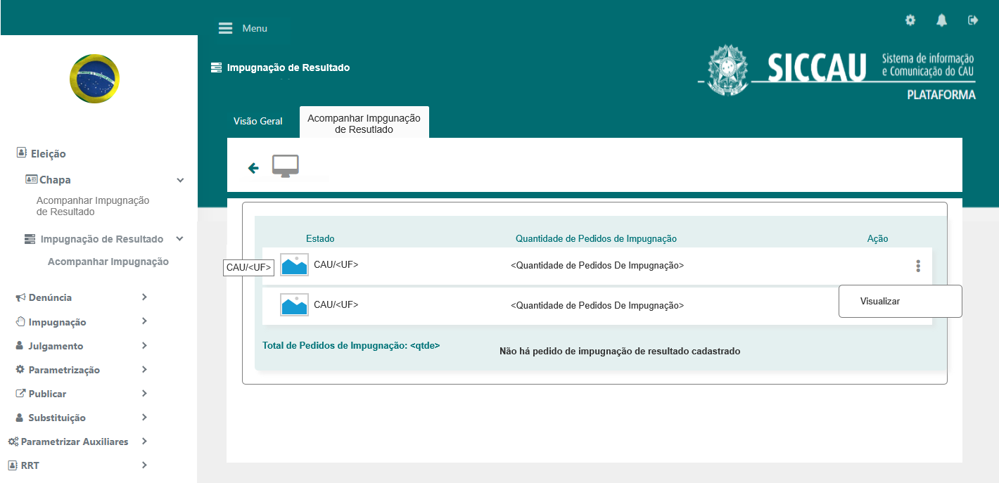 Menu
Impugnação de Resultado
SICCAU
Sistema de informação
e Comunicação do CAU
PLATAFORMA
Visão Geral
Acompanhar Impgunação
de Resutlado
Eleição
Chapa
Acompanhar Impugnação
de Resultado
Impugnação de Resultado
Acompanhar Impugnação
Denúncia
Impugnação
Julgamento
Parametrização
Publicar
Substituição
Parametrizar Auxiliares
RRT
Estado
Quantidade de Pedidos de Impugnação
Ação
CAU/<UF>
CAU/<UF>
<Quantidade de Pedidos De Impugnação>
CAU/<UF>
<Quantidade de Pedidos De Impugnação>
Visualizar
Total de Pedidos de Impugnação: <qtde>
Não há pedido de impugnação de resultado cadastrado